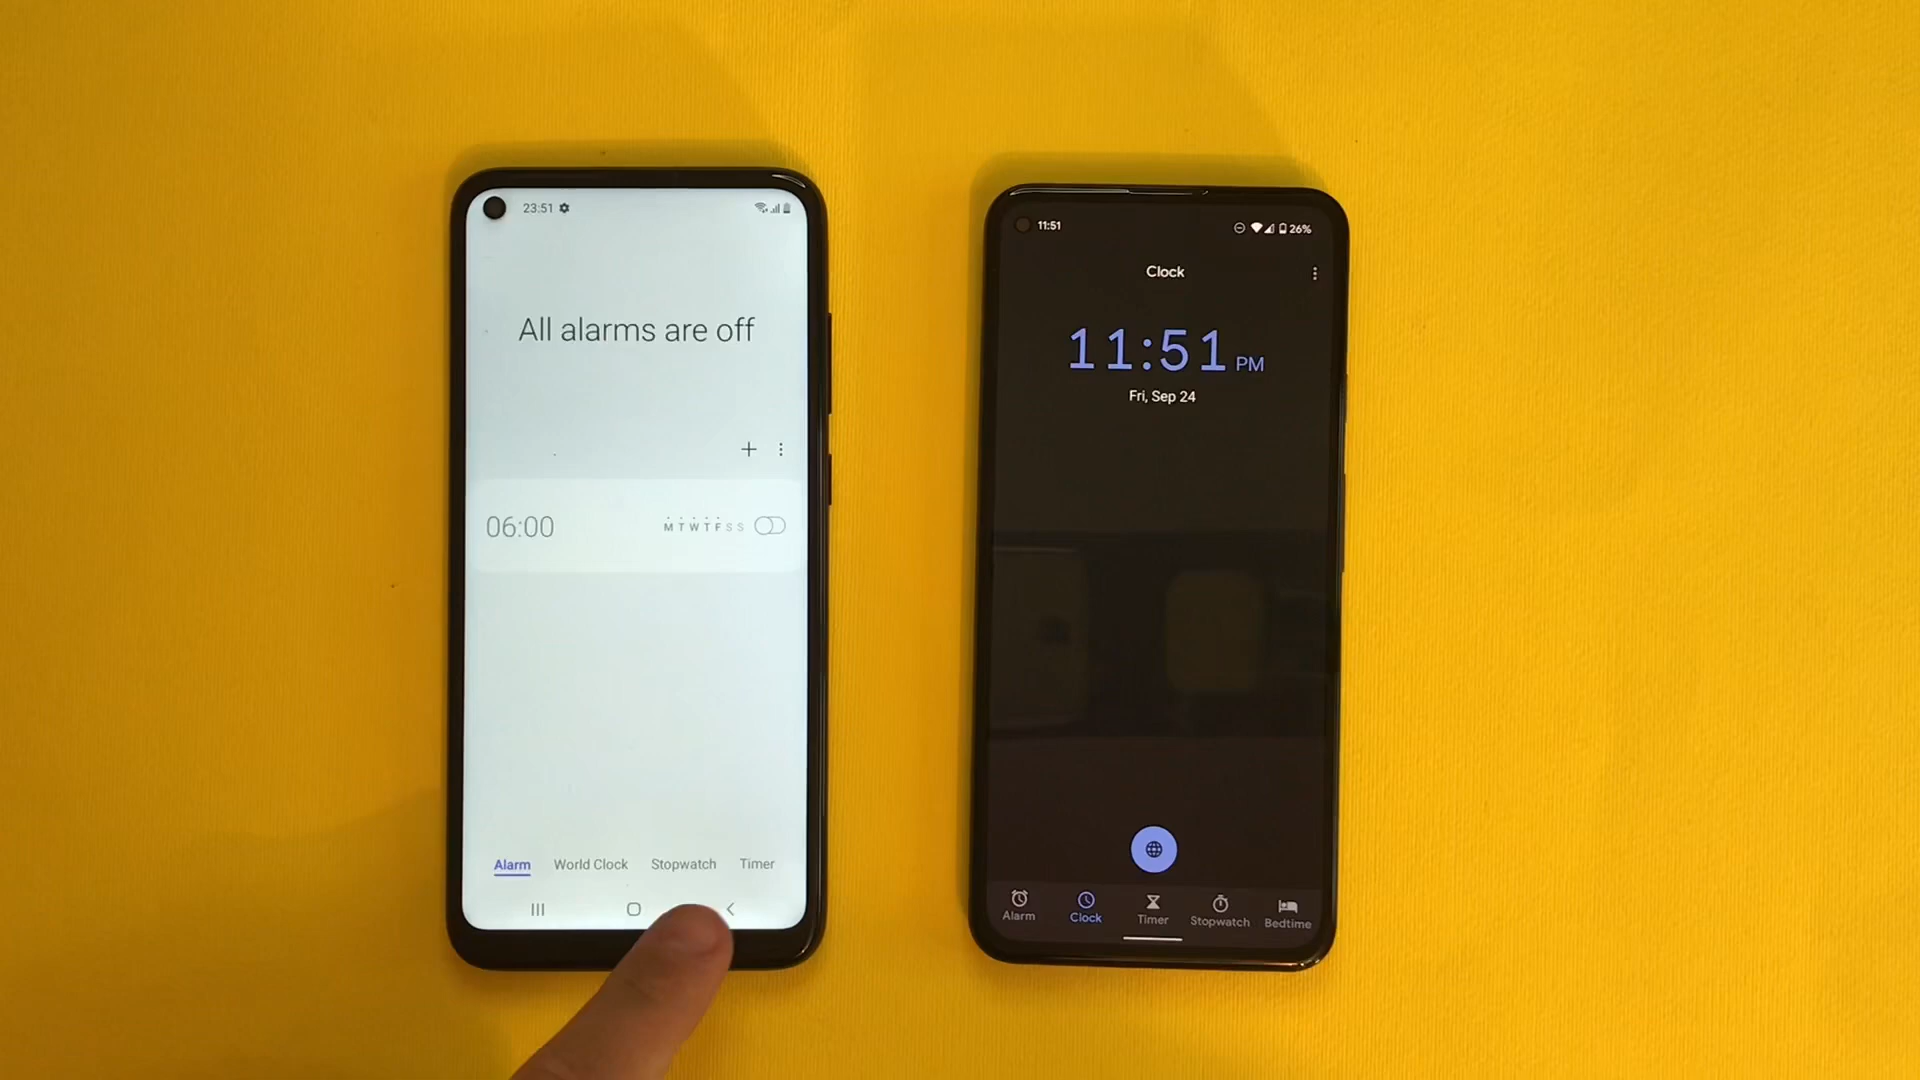 23:51
All alarms are off
06:00
M T W T F S S
Alarm World Clock Stopwatch Timer
11:51
26%
Clock
11:51 PM
Fri, Sep 24
Alarm Clock Timer Stopwatch Bedtime